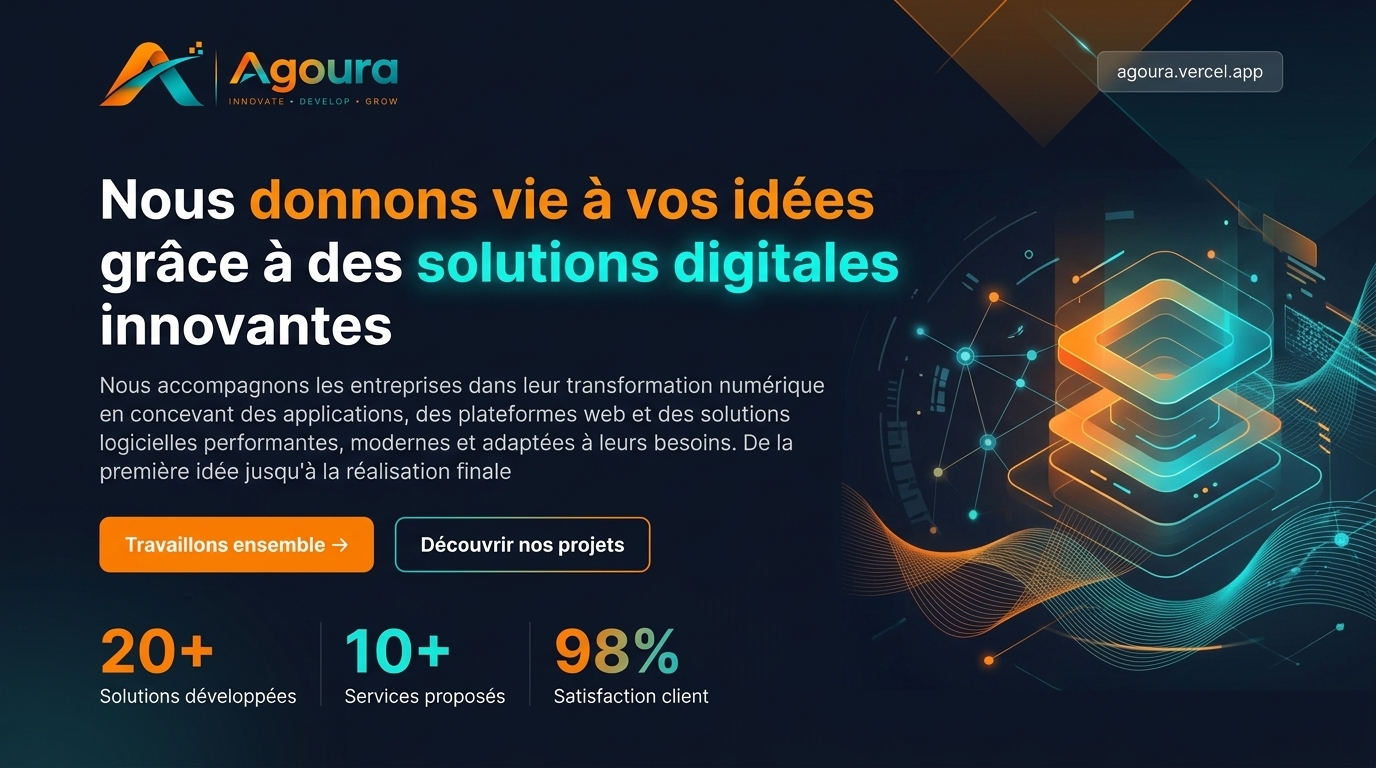 Agoura
INNOVATE • DEVELOP • GROW
agoura.vercel.app
Nous donnons vie à vos idées
grâce à des solutions digitales
innovantes
Nous accompagnons les entreprises dans leur transformation numérique
en concevant des applications, des plateformes web et des solutions
logicielles performantes, modernes et adaptées à leurs besoins. De la
première idée jusqu'à la réalisation finale
Travaillons ensemble →
Découvrir nos projets
20+
Solutions développées
10+
Services proposés
98%
Satisfaction client